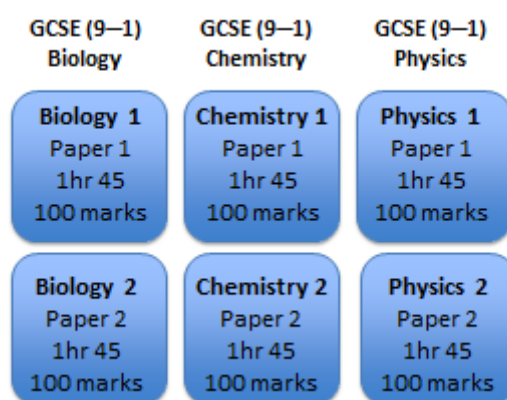 GCSE (9—1)
Biology
GCSE (9—1)
Chemistry
GCSE (9—1)
Physics
Biology 1
Paper 1
1hr 45
100 marks
Chemistry 1
Paper 1
1hr 45
100 marks
Physics 1
Paper 1
1hr 45
100 marks
Biology 2
Paper 2
1hr 45
100 marks
Chemistry 2
Paper 2
1hr 45
100 marks
Physics 2
Paper 2
1hr 45
100 marks